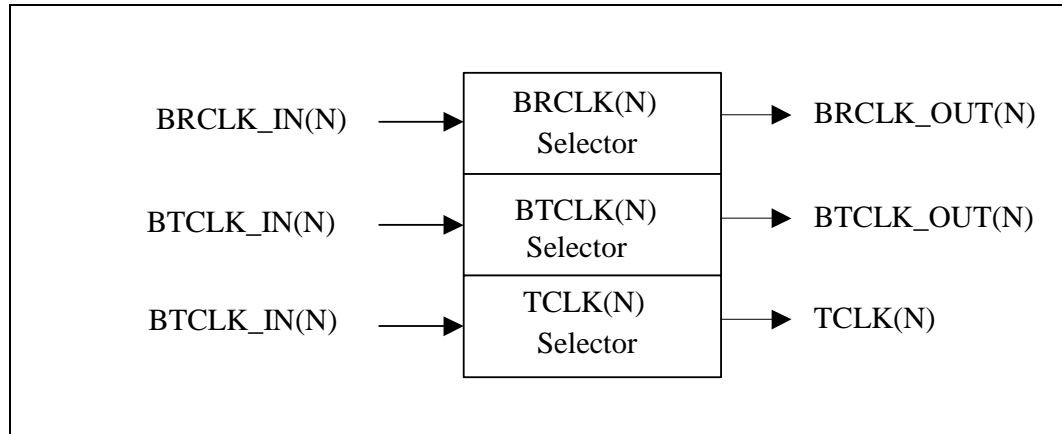 BRCLK_IN(N)
BRCLK(N)
Selector
BRCLK_OUT(N)
BTCLK_IN(N)
BTCLK(N)
Selector
BTCLK_OUT(N)
BTCLK_IN(N)
TCLK(N)
Selector
TCLK(N)